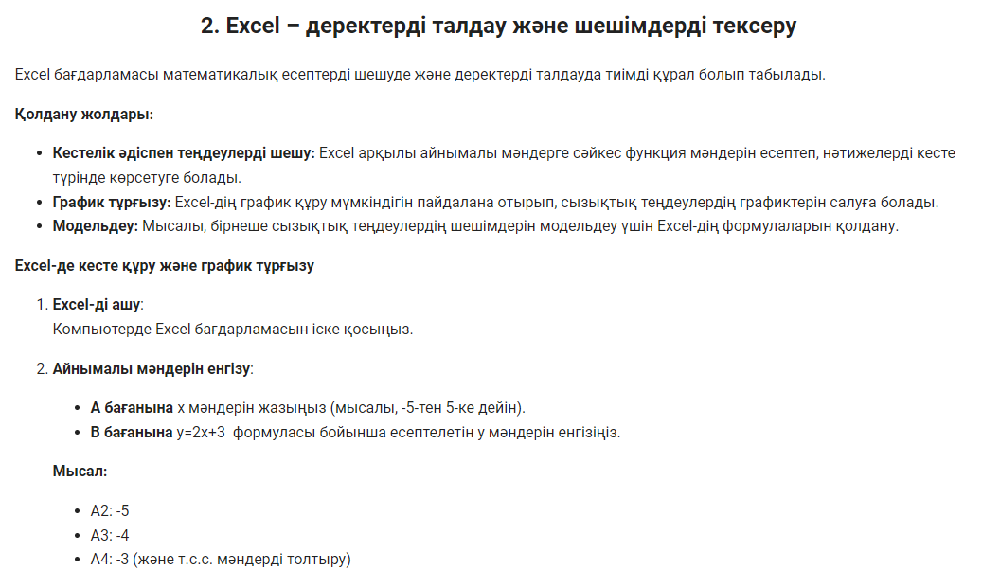 2. Excel – деректерді талдау және шешімдерді тексеру
Excel бағдарламасы математикалық есептерді шешуде және деректерді талдауда тиімді құрал болып табылады.
Қолдану жолдары:
• Кестелік әдіспен теңдеулерді шешу: Excel арқылы айнымалы мәндерге сәйкес функция мәндерін есептеп, нәтижелерді кесте
түрінде көрсетуге болады.
• График тұрғызу: Excel-дің график құру мүмкіндігін пайдалана отырып, сызықтық теңдеулердің графиктерін салуға болады.
• Модельдеу: Мысалы, бірнеше сызықтық теңдеулердің шешімдерін модельдеу үшін Excel-дің формулаларын қолдану.
Excel-де кесте құру және график тұрғызу
1. Excel-ді ашу:
Компьютерде Excel бағдарламасын іске қосыңыз.
2. Айнымалы мәндерін енгізу:
• A бағанына x мәндерін жазыңыз (мысалы, -5-тен 5-ке дейін).
• B бағанына y=2x+3 формуласы бойынша есептелетін y мәндерін енгізіңіз.
Мысал:
• A2: -5
• A3: -4
• A4: -3 (және т.с.с. мәндерді толтыру)